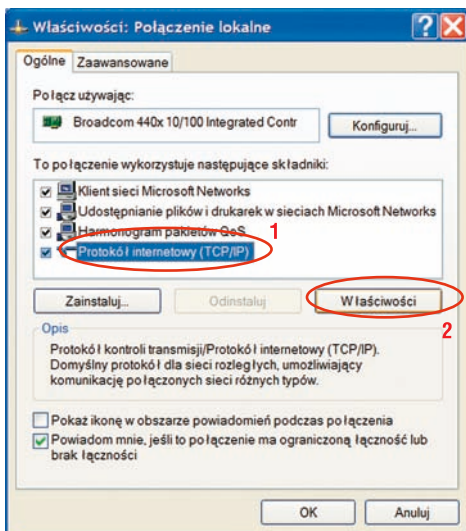 Właściwości: Połączenie lokalne
Ogólne Zaawansowane
Połącz używając:
Broadcom 440x 10/100 Integrated Contr Konfiguruj...
To połączenie wykorzystuje następujące składniki:
Klient sieci Microsoft Networks
Udostępnianie plików i drukarek w sieciach Microsoft Networks
Harmonogram pakietów QoS
1
Protokół internetowy (TCP/IP)
Zainstaluj... Odinstaluj Właściwości
2
Opis
Protokół kontroli transmisji/Protokół internetowy (TCP/IP).
Domyślny protokół dla sieci rozległych, umożliwiający
komunikację połączonych sieci różnych typów.
Pokaż ikonę w obszarze powiadomień podczas połączenia
Powiadom mnie, jeśli to połączenie ma ograniczoną łączność lub
brak łączności
OK Anuluj